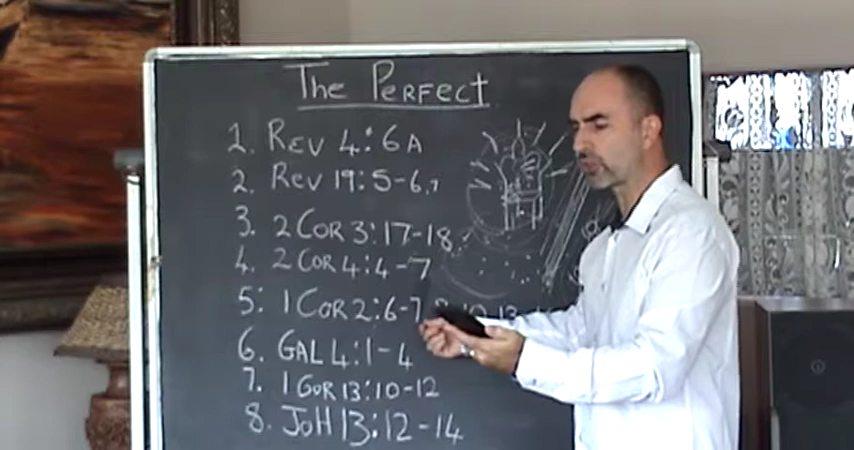 The Perfect
1. Rev 4:6A
2. Rev 19:5-6,7
3. 2 Cor 3:17-18
4. 2 Cor 4:4-7
5. 1 Cor 2:6-7
6. Gal 4:1-4
7. 1 Cor 13:10-12
8. Joh 13:12-14